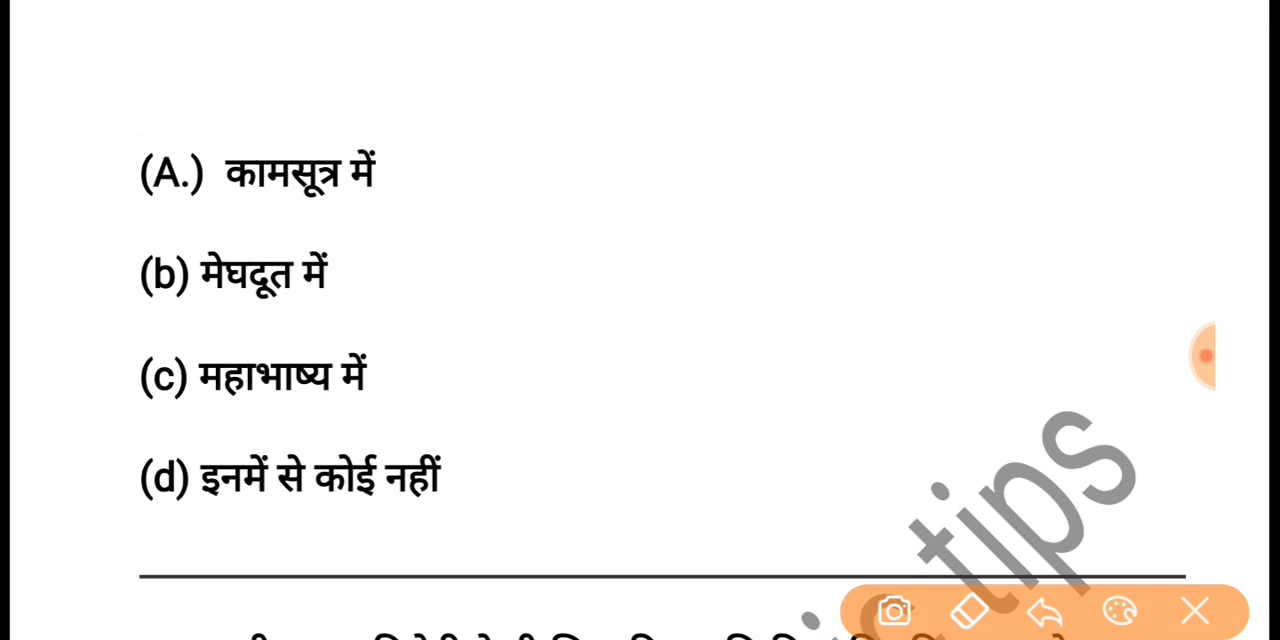 (A.) कामसूत्र में
(b) मेघदूत में
(c) महाभाष्य में
(d) इनमें से कोई नहीं
tips